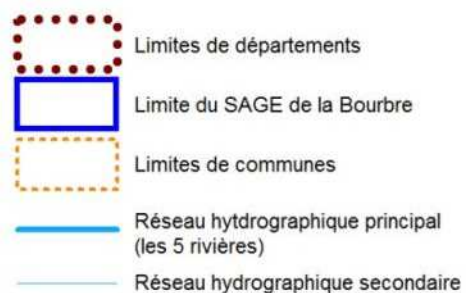 Limites de départements
Limite du SAGE de la Bourbre
Limites de communes
Réseau hytdrographique principal
(les 5 rivières)
Réseau hydrographique secondaire